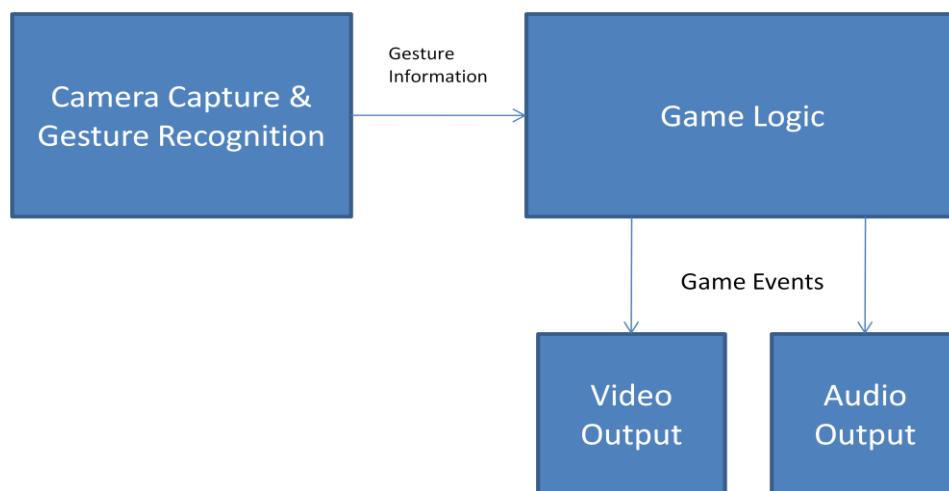 Camera Capture &
Gesture Recognition
Gesture
Information
Game Logic
Game Events
Video
Output
Audio
Output